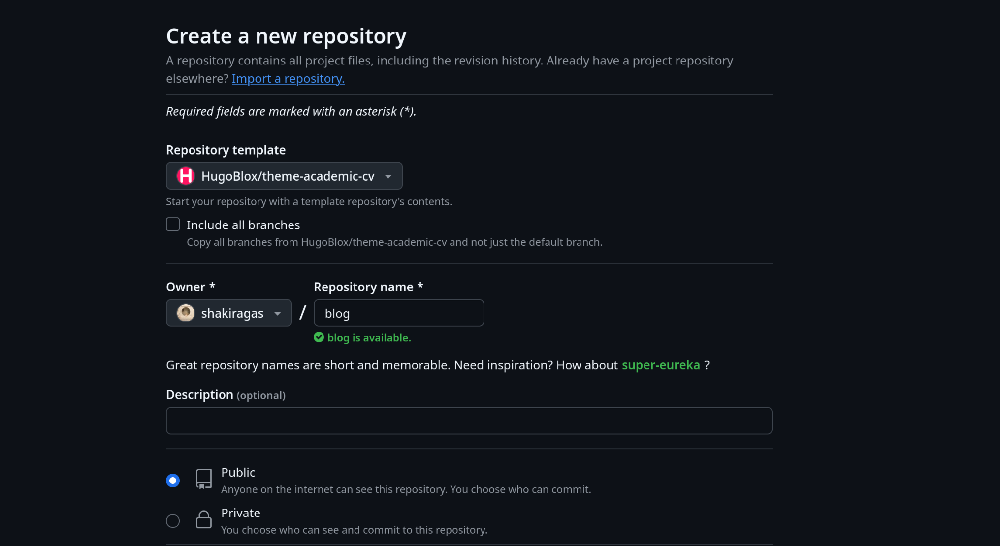 Create a new repository
A repository contains all project files, including the revision history. Already have a project repository
elsewhere? Import a repository.
Required fields are marked with an asterisk (*).
Repository template
HugoBlox/theme-academic-cv
Start your repository with a template repository's contents.
Include all branches
Copy all branches from HugoBlox/theme-academic-cv and not just the default branch.
Owner * Repository name *
shakiragas / blog
blog is available.
Great repository names are short and memorable. Need inspiration? How about super-eureka ?
Description (optional)
Public
Anyone on the internet can see this repository. You choose who can commit.
Private
You choose who can see and commit to this repository.